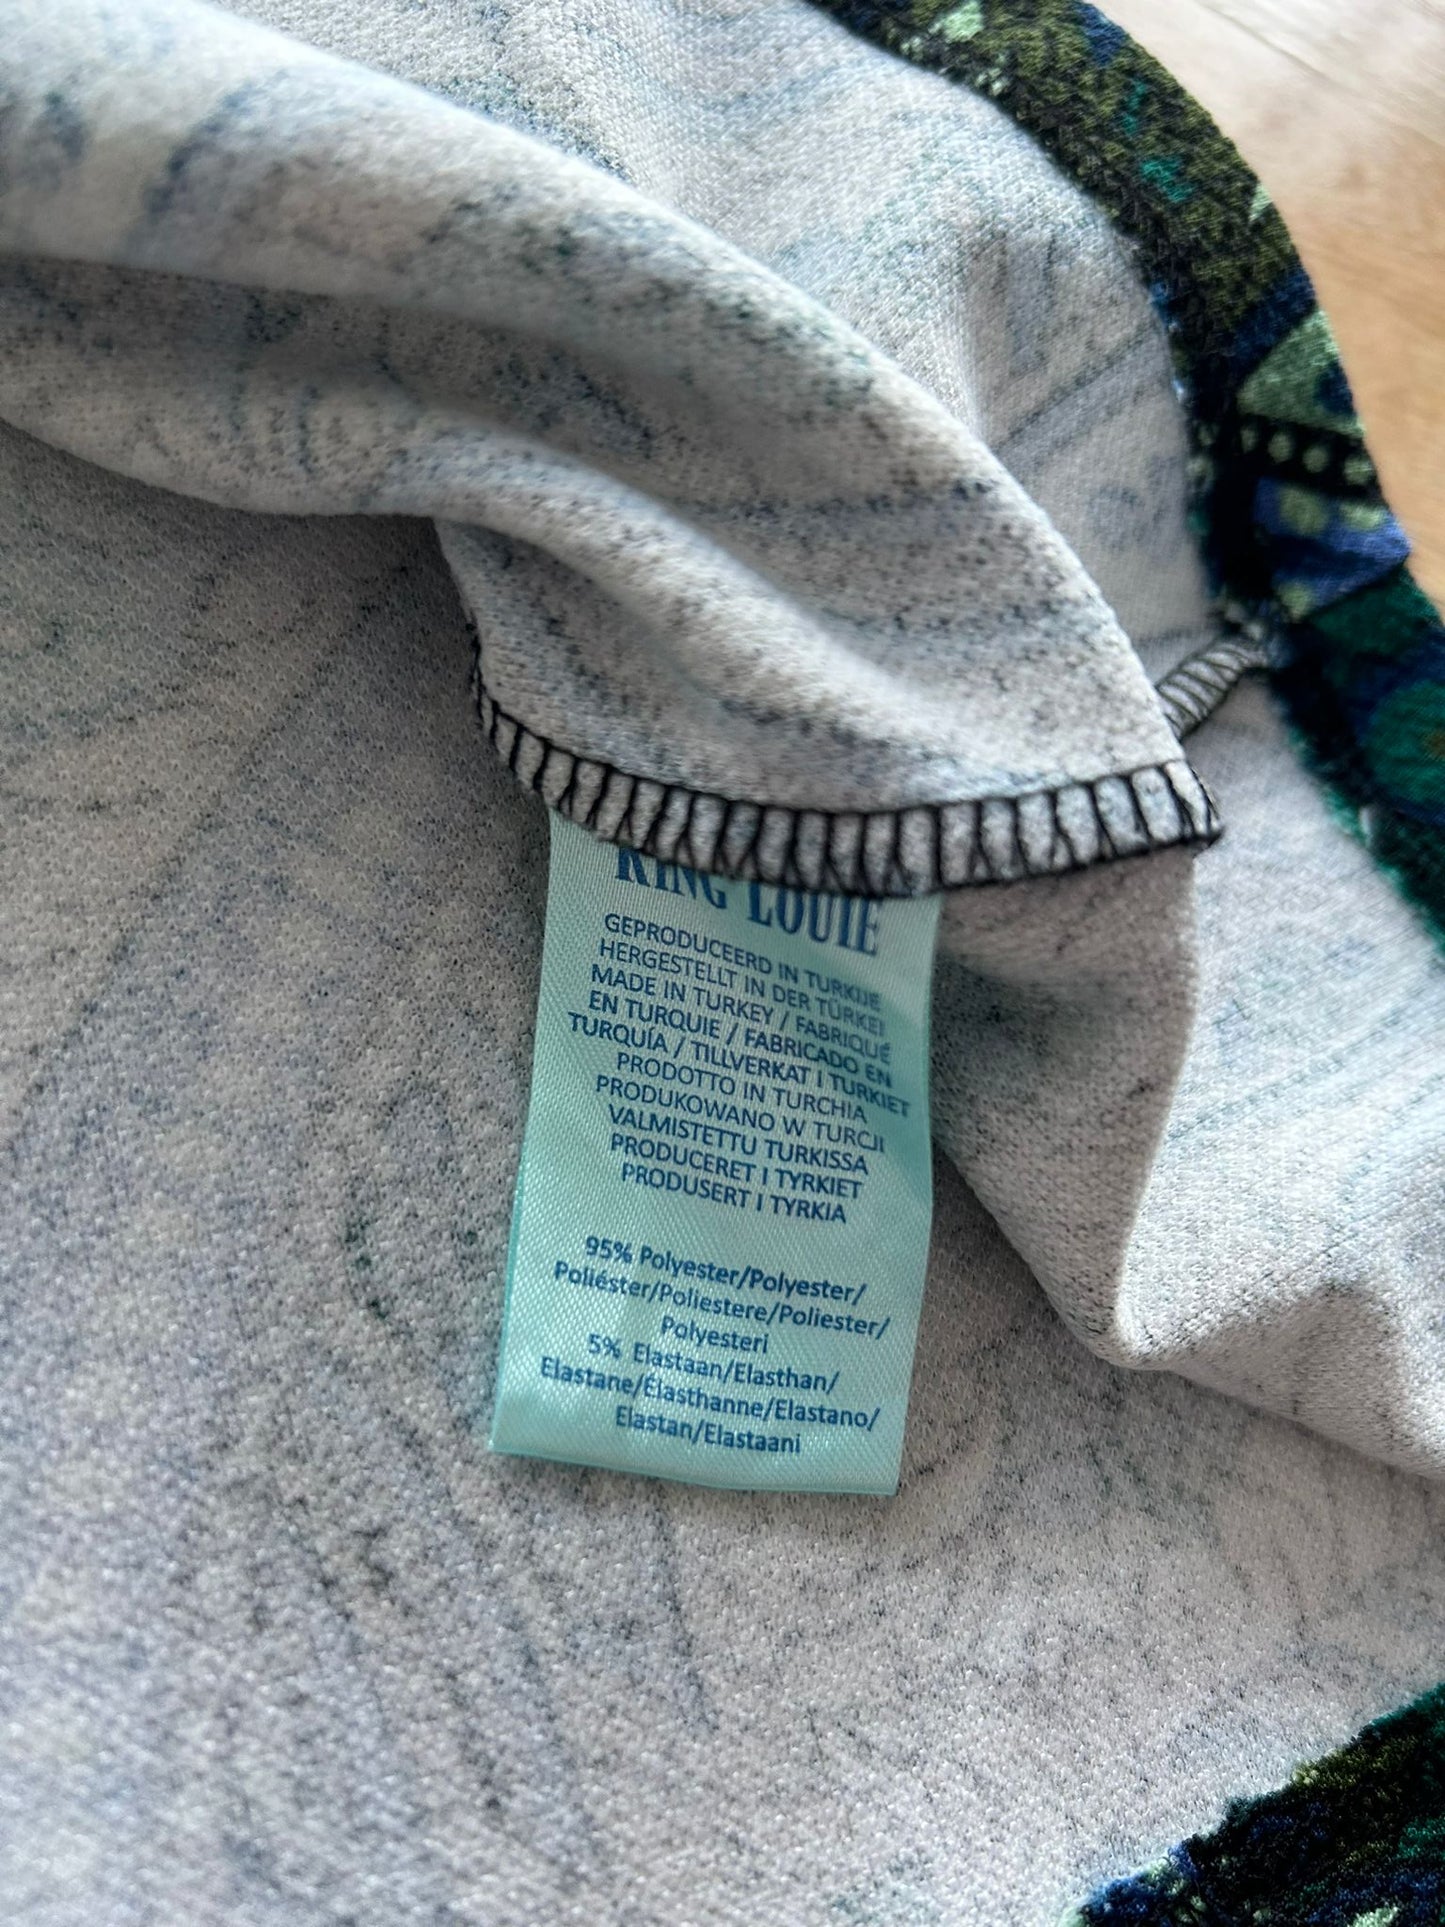 KING LOUIE
GEPRODUCEERD IN TURKIJE
HERGESTELLT IN DER TÜRKEI
MADE IN TURKEY / FABRIQUÉ
EN TURQUIE / FABRICADO EN
TURQUÍA / TILLVERKAT I TURKIET
PRODOTTO IN TURCHIA
PRODUKOWANO W TURCJI
VALMISTETTU TURKISSA
PRODUCERET I TYRKIET
PRODUSERT I TYRKIA
95% Polyester/Polyester/
Poliéster/Poliestere/Poliester/
Polyesteri
5% Elastaan/Elasthan/
Elastane/Élasthanne/Elastano/
Elastan/Elastaani